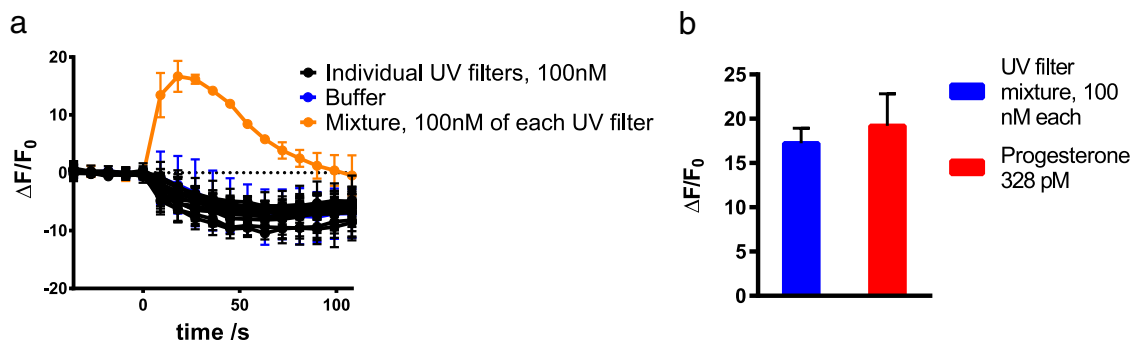 a
ΔF/F0
20
10
0
-10
-20
0
50
100
time /s
Individual UV filters, 100nM
Buffer
Mixture, 100nM of each UV filter
b
ΔF/F0
25
20
15
10
5
0
UV filter
mixture, 100
nM each
Progesterone
328 pM